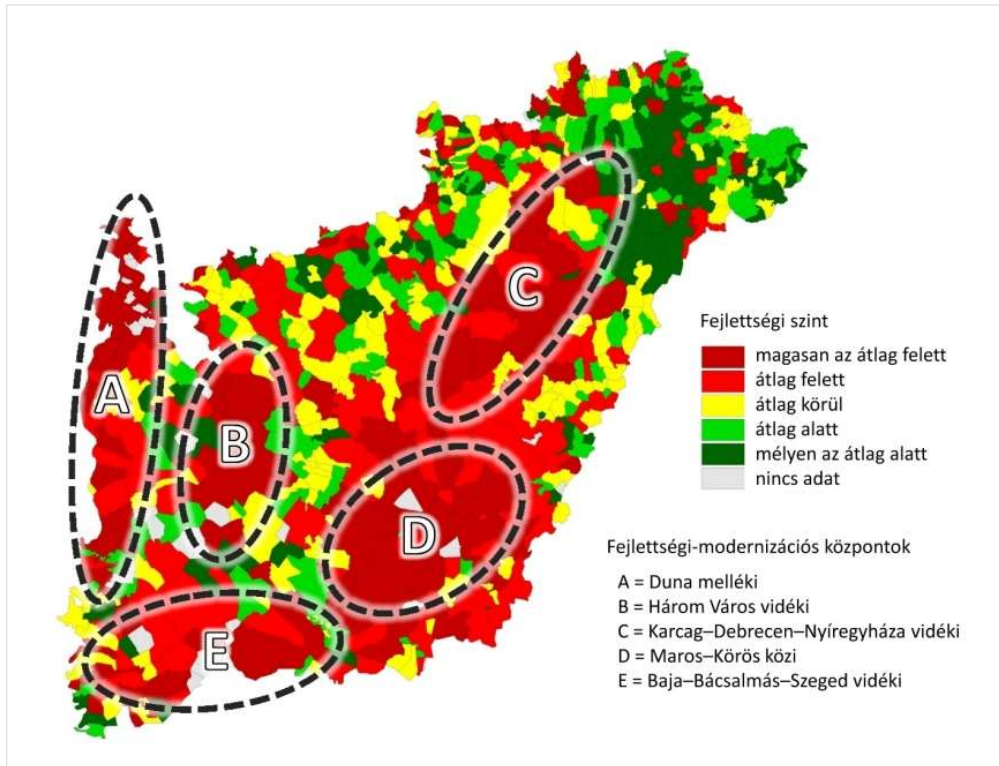 A
B
C
D
E
Fejlettségi szint
magasan az átlag felett
átlag felett
átlag körül
átlag alatt
mélyen az átlag alatt
nincs adat
Fejlettségi-modernizációs központok
A = Duna melléki
B = Három Város vidéki
C = Karcag–Debrecen–Nyíregyháza vidéki
D = Maros–Körös közi
E = Baja–Bácsalmás–Szeged vidéki